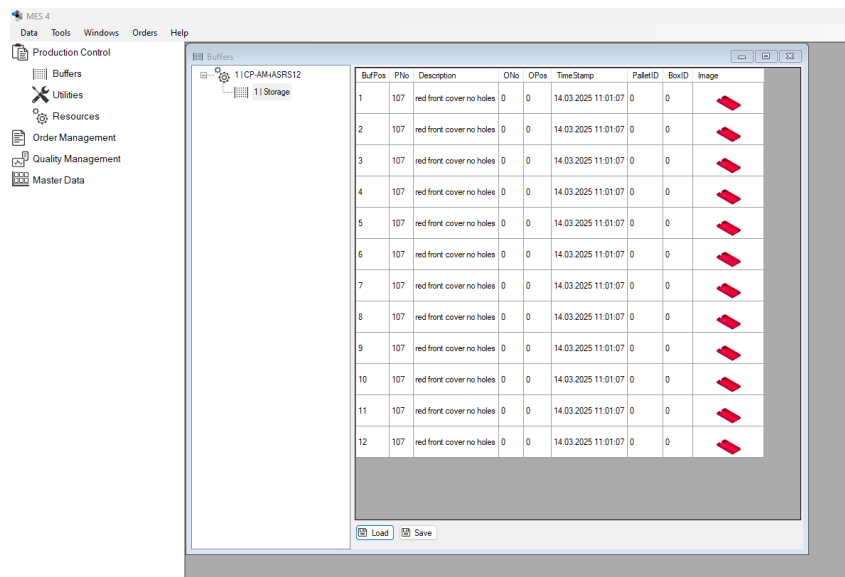 MES 4
Data Tools Windows Orders Help
Production Control
Buffers
Utilities
Resources
Order Management
Quality Management
Master Data
Buffers
1 | CP-AM-iASRS12
1 | Storage
BufPos PNo Description ONo OPos TimeStamp PalletID BoxID Image
1 107 red front cover no holes 0 0 14.03.2025 11:01:07 0 0
2 107 red front cover no holes 0 0 14.03.2025 11:01:07 0 0
3 107 red front cover no holes 0 0 14.03.2025 11:01:07 0 0
4 107 red front cover no holes 0 0 14.03.2025 11:01:07 0 0
5 107 red front cover no holes 0 0 14.03.2025 11:01:07 0 0
6 107 red front cover no holes 0 0 14.03.2025 11:01:07 0 0
7 107 red front cover no holes 0 0 14.03.2025 11:01:07 0 0
8 107 red front cover no holes 0 0 14.03.2025 11:01:07 0 0
9 107 red front cover no holes 0 0 14.03.2025 11:01:07 0 0
10 107 red front cover no holes 0 0 14.03.2025 11:01:07 0 0
11 107 red front cover no holes 0 0 14.03.2025 11:01:07 0 0
12 107 red front cover no holes 0 0 14.03.2025 11:01:07 0 0
Load Save